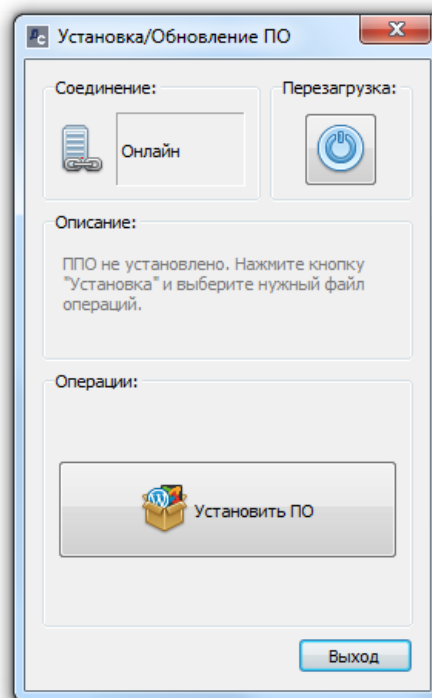 Установка/Обновление ПО
Соединение:
Перезагрузка:
Онлайн
Описание:
ППО не установлено. Нажмите кнопку
"Установка" и выберите нужный файл
операций.
Операции:
Установить ПО
Выход